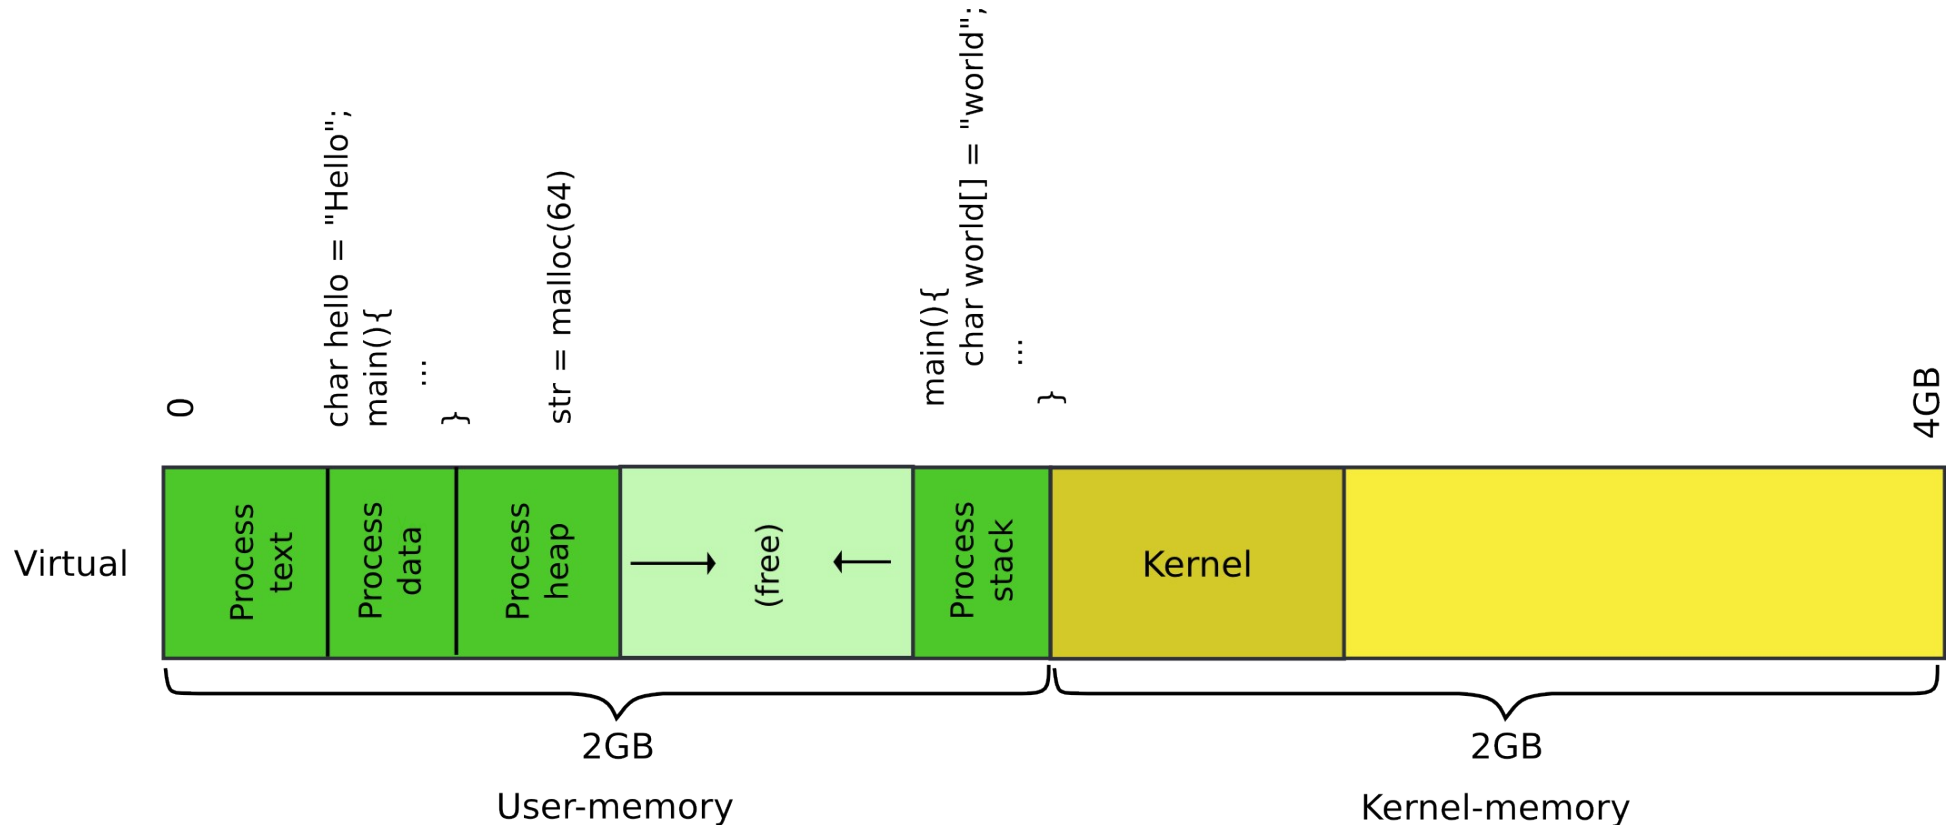 0
char hello = "Hello";
main(){
...
}
str = malloc(64)
main(){
char world[] = "world";
...
}
4GB
Virtual
Process
text
Process
data
Process
heap
(free)
Process
stack
Kernel
2GB
2GB
User-memory
Kernel-memory